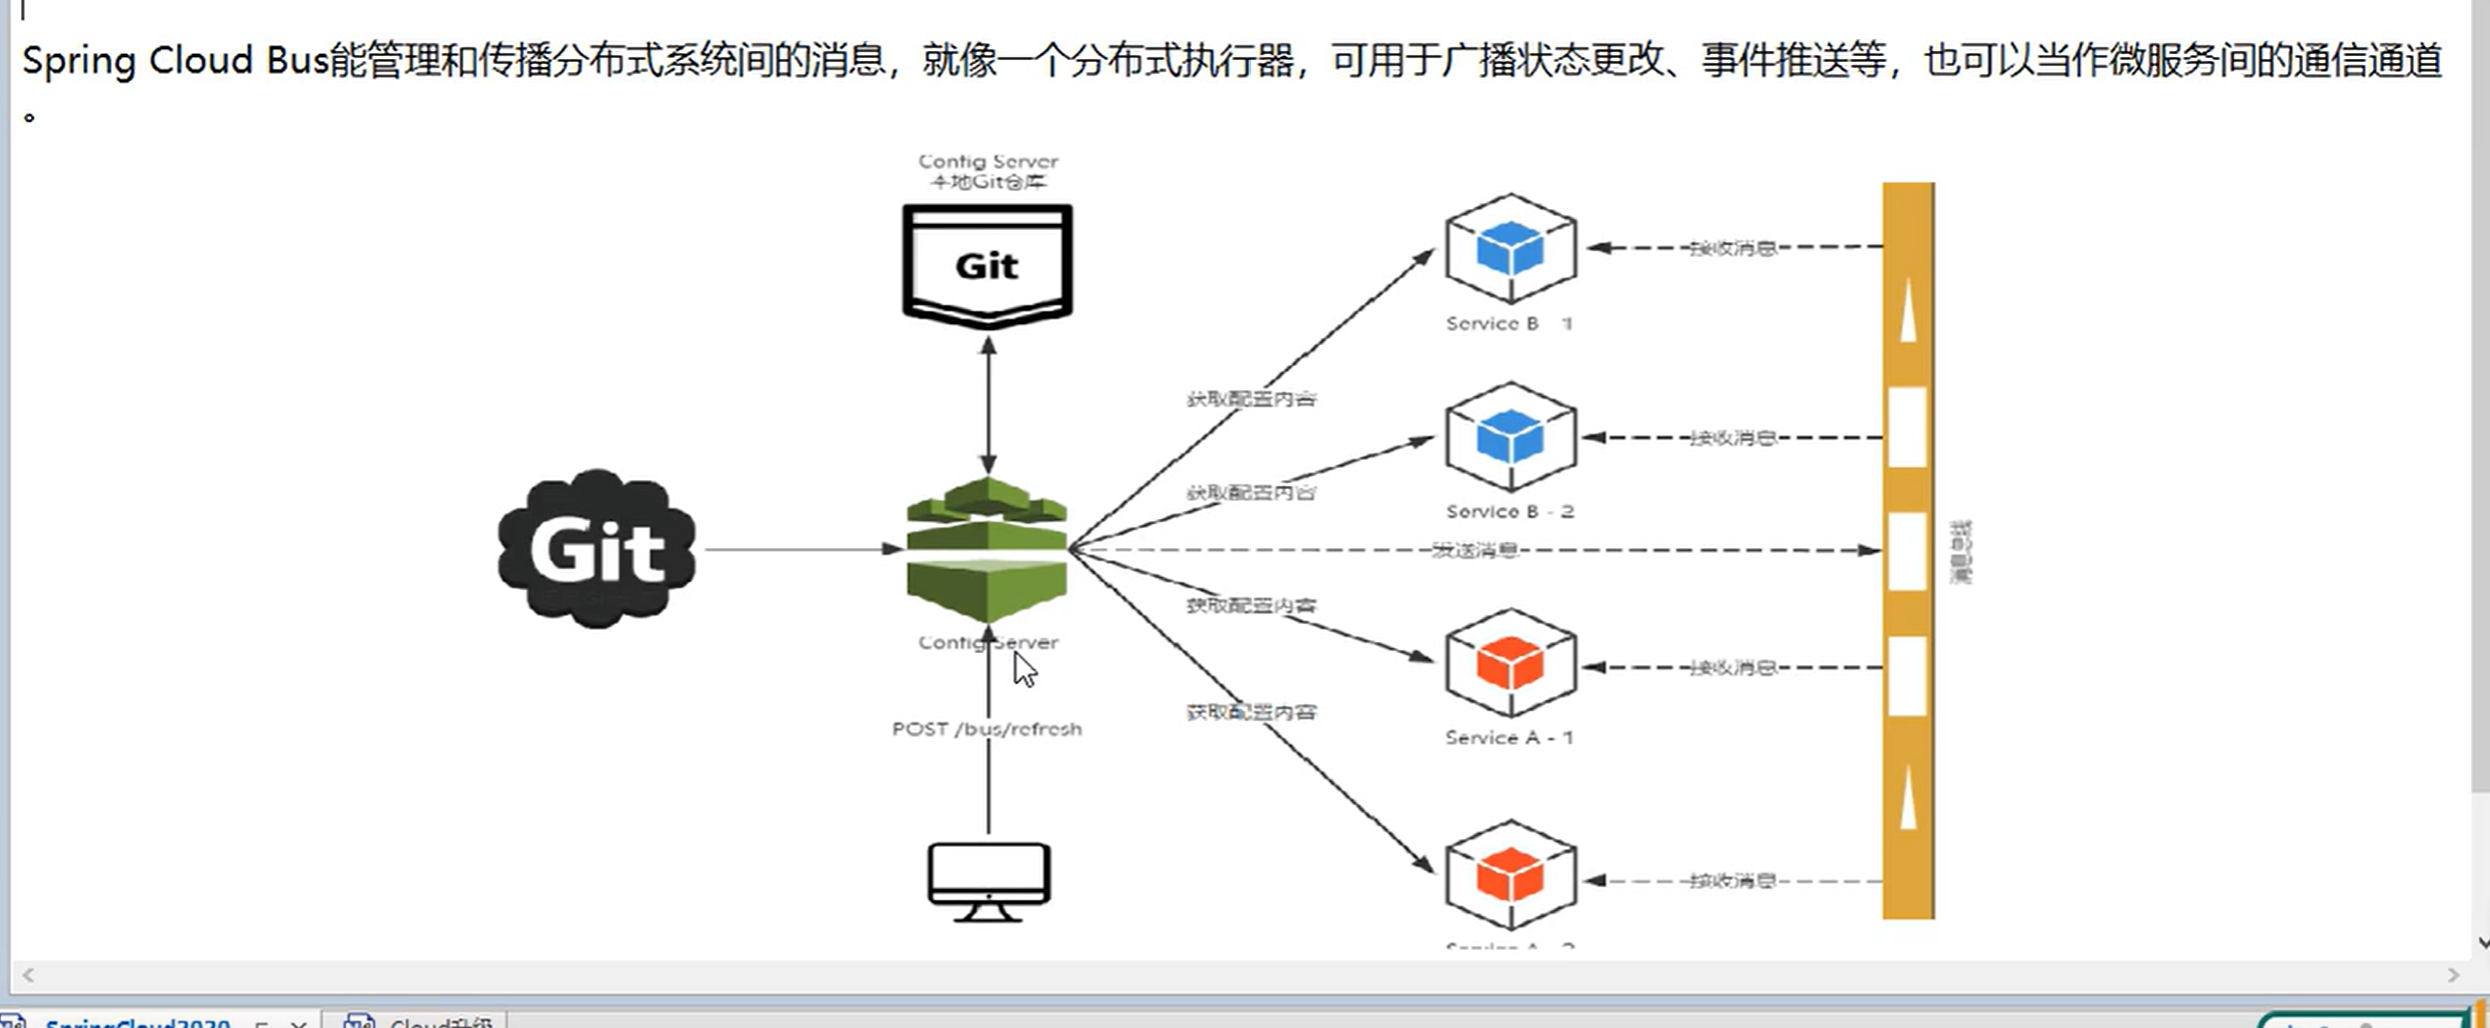 Spring Cloud Bus能管理和传播分布式系统间的消息，就像一个分布式执行器，可用于广播状态更改、事件推送等，也可以当作微服务间的通信通道
。
Config Server
本地Git仓库
Git
Service B - 1
接收消息
获取配置内容
Service B - 2
接收消息
获取配置内容
Git
发送消息
消息总线
Config Server
获取配置内容
Service A - 1
接收消息
获取配置内容
POST /bus/refresh
接收消息
Service A - 2
SpringCloud2020
Cloud升级